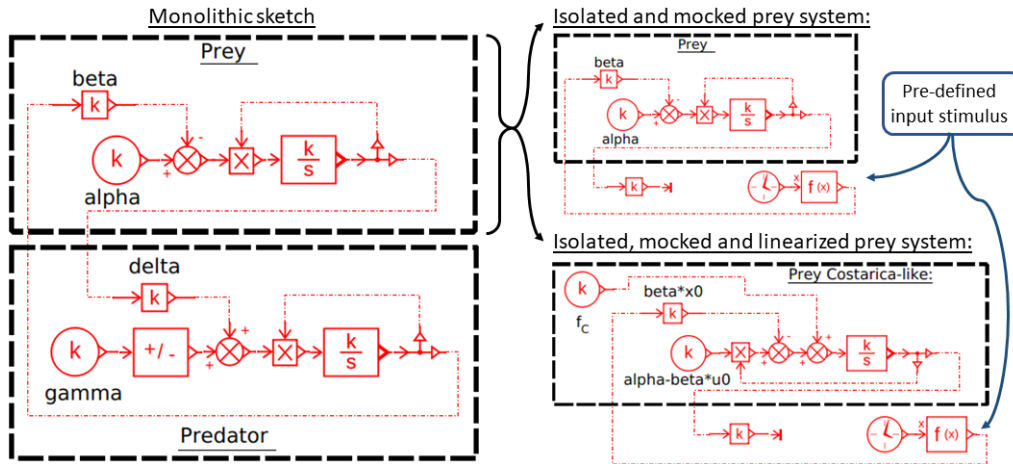 Monolithic sketch
Prey
beta
k
-
k
+
X
k
s
alpha
delta
k
+
k
+/-
+
X
k
s
gamma
Predator
Isolated and mocked prey system:
Prey
beta
k
-
k
+
X
k
s
alpha
k
x
f(x)
Pre-defined
input stimulus
Isolated, mocked and linearized prey system:
Prey Costarica-like:
k
f_C
beta*x0
k
-
+
k
X
+
+
k
s
alpha-beta*u0
k
x
f(x)